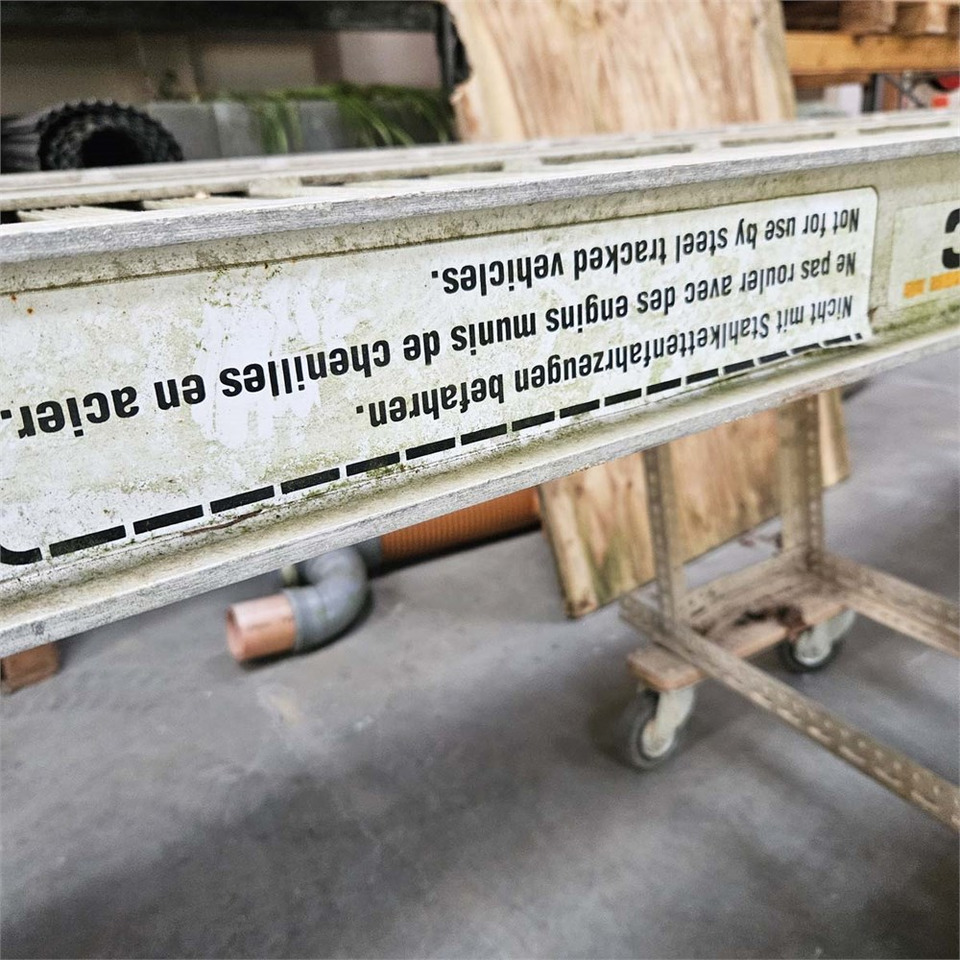 Nicht mit Stahlkettenfahrzeugen befahren.
Ne pas rouler avec des engins munis de chenilles en acier.
Not for use by steel tracked vehicles.